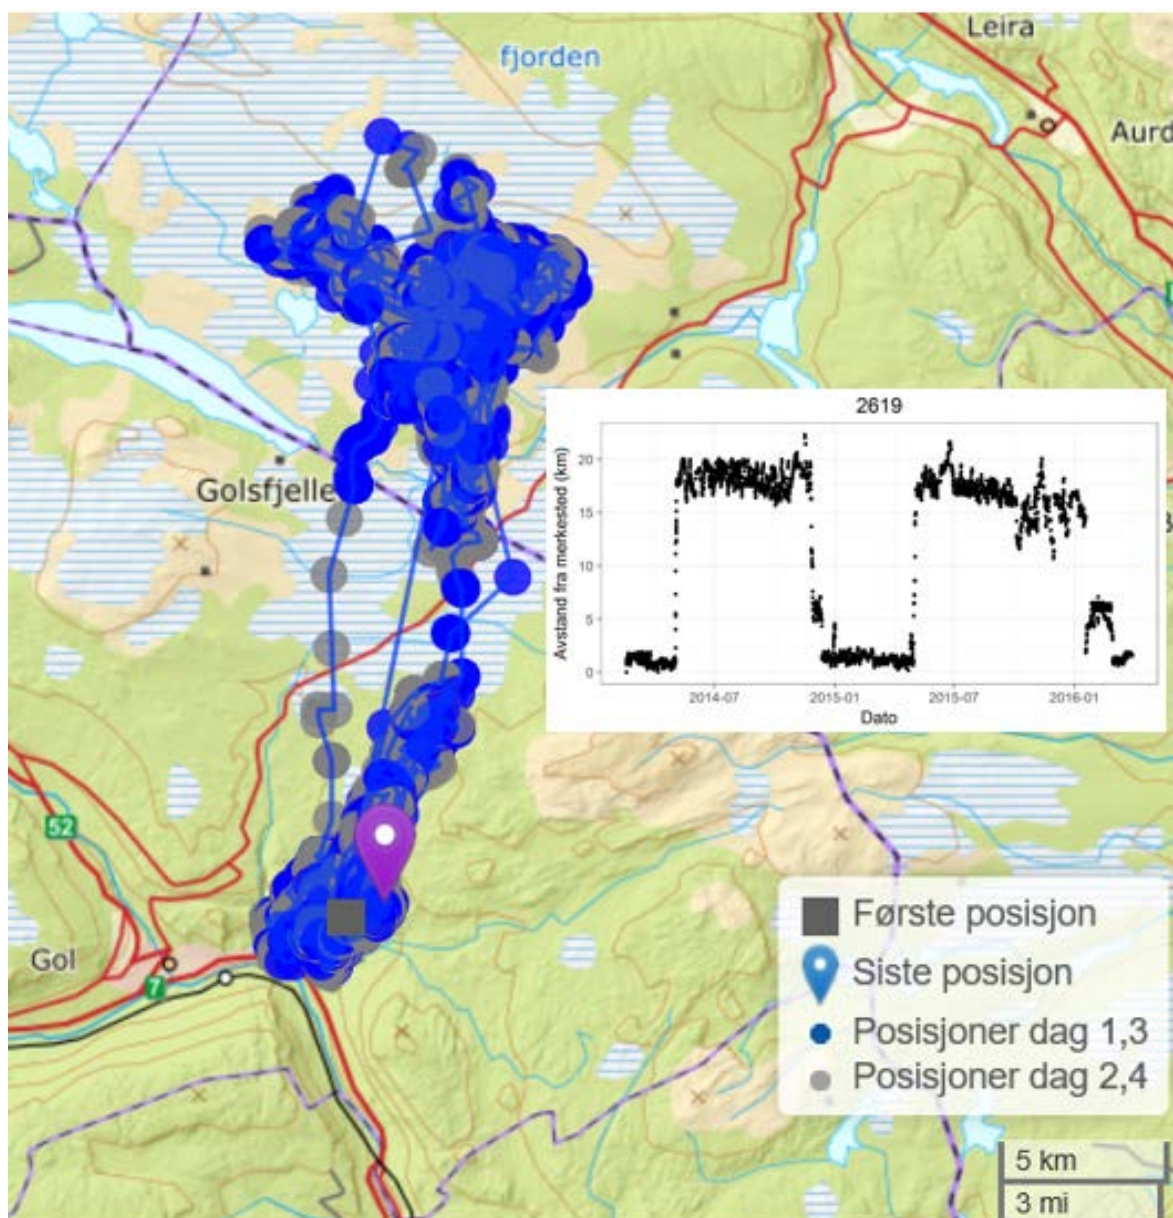 Leira
fjorden
Aurd
2619
Avstand fra merkested (km)
20
15
10
5
0
2014-07
2015-01
2015-07
2016-01
Dato
Golsfjelle
52
Gol
7
Første posisjon
Siste posisjon
Posisjoner dag 1,3
Posisjoner dag 2,4
5 km
3 mi